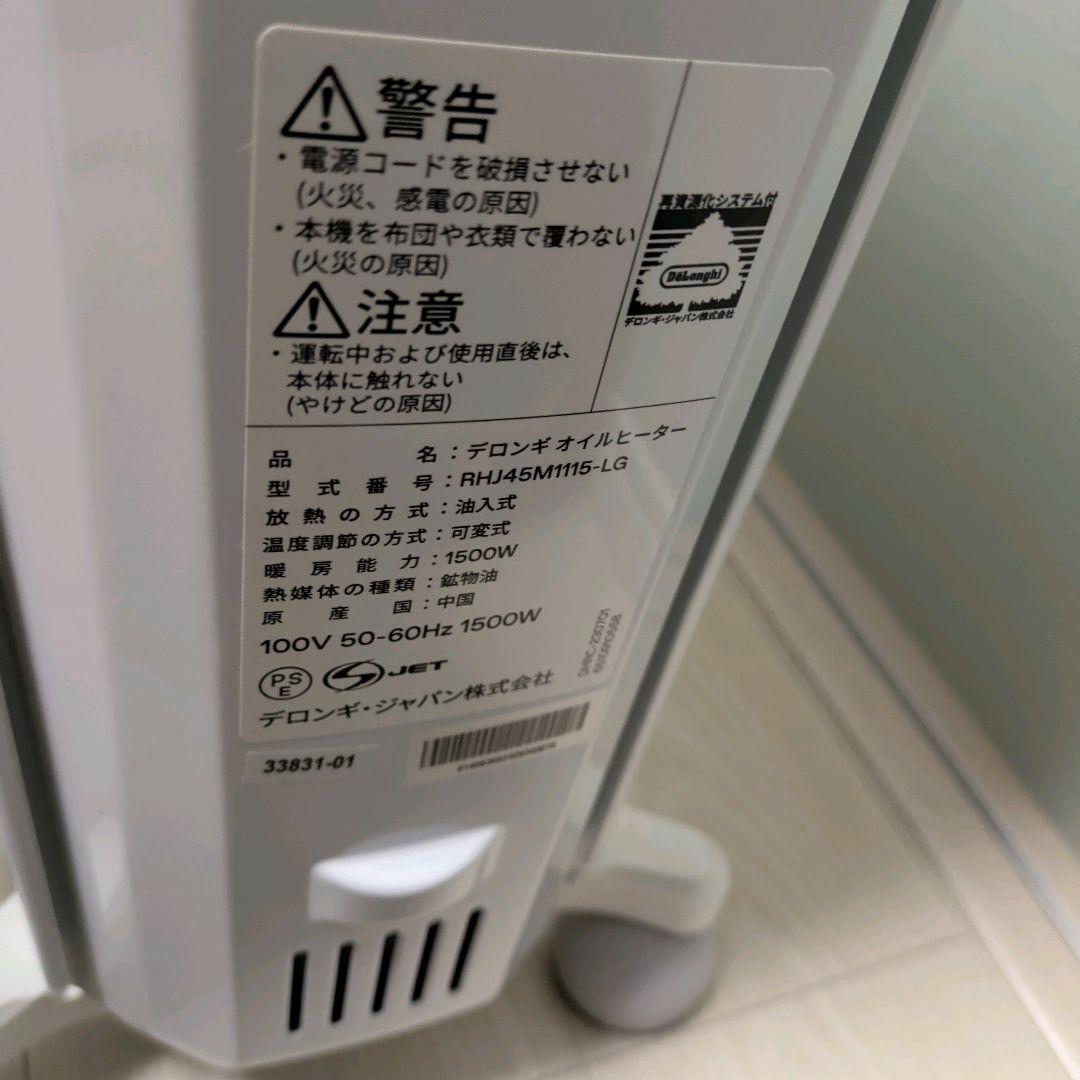 警告
・電源コードを破損させない
(火災、感電の原因)
・本機を布団や衣類で覆わない
(火災の原因)
注意
・運転中および使用直後は、
本体に触れない
(やけどの原因)
再資源化システム付
DeLonghi
デロンギ・ジャパン株式会社
品名：デロンギ オイルヒーター
型式番号：RHJ45M1115-LG
放熱の方式：油入式
温度調節の方式：可変式
暖房能力：1500W
熱媒体の種類：鉱物油
原産国：中国
100V 50-60Hz 1500W
PS
E
JET
デロンギ・ジャパン株式会社
33831-01